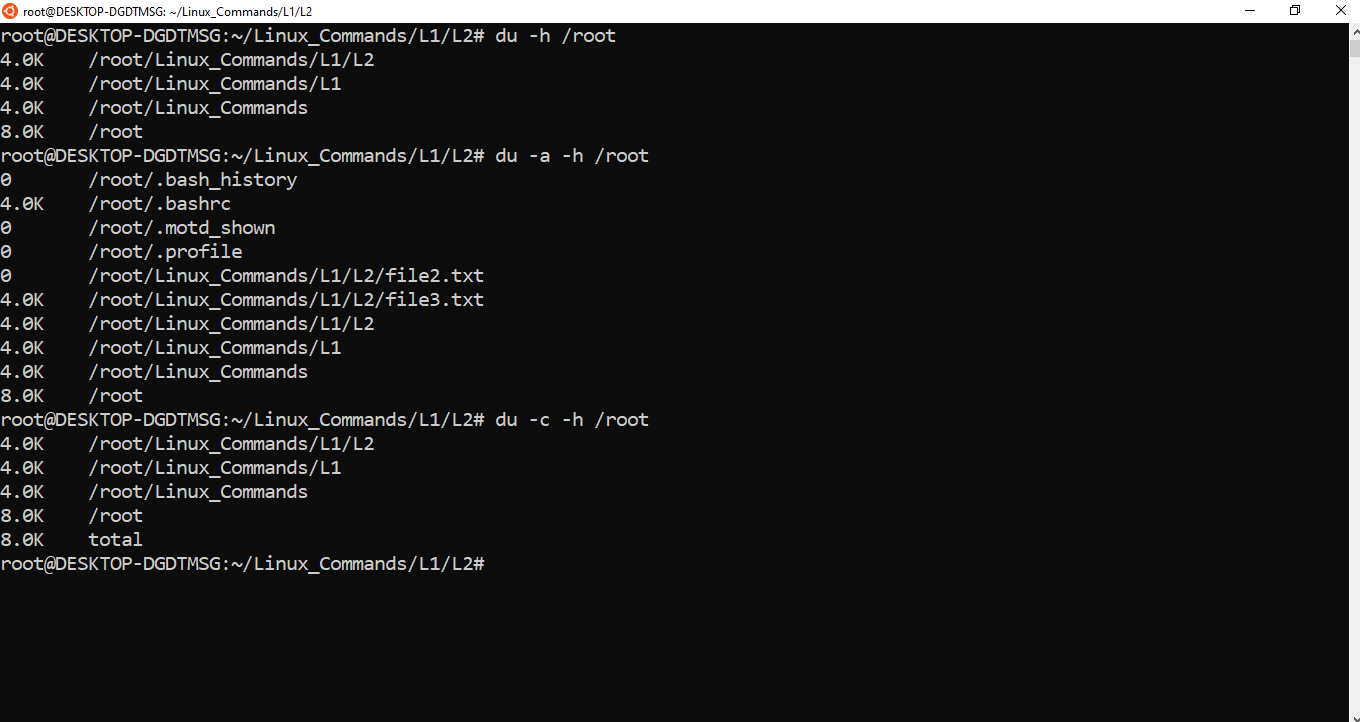 root@DESKTOP-DGDTMSG: ~/Linux_Commands/L1/L2
root@DESKTOP-DGDTMSG:~/Linux_Commands/L1/L2# du -h /root
4.0K    /root/Linux_Commands/L1/L2
4.0K    /root/Linux_Commands/L1
4.0K    /root/Linux_Commands
8.0K    /root
root@DESKTOP-DGDTMSG:~/Linux_Commands/L1/L2# du -a -h /root
0       /root/.bash_history
4.0K    /root/.bashrc
0       /root/.motd_shown
0       /root/.profile
0       /root/Linux_Commands/L1/L2/file2.txt
4.0K    /root/Linux_Commands/L1/L2/file3.txt
4.0K    /root/Linux_Commands/L1/L2
4.0K    /root/Linux_Commands/L1
4.0K    /root/Linux_Commands
8.0K    /root
root@DESKTOP-DGDTMSG:~/Linux_Commands/L1/L2# du -c -h /root
4.0K    /root/Linux_Commands/L1/L2
4.0K    /root/Linux_Commands/L1
4.0K    /root/Linux_Commands
8.0K    /root
8.0K    total
root@DESKTOP-DGDTMSG:~/Linux_Commands/L1/L2#